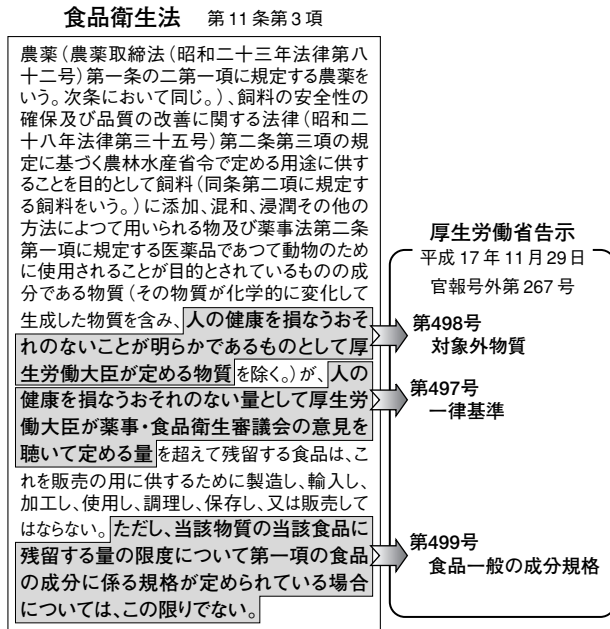 食品衛生法 第11条第3項
農薬（農薬取締法（昭和二十三年法律第八
十二号）第一条の二第一項に規定する農薬を
いう。次条において同じ。）、飼料の安全性の
確保及び品質の改善に関する法律（昭和二
十八年法律第三十五号）第二条第三項の規
定に基づく農林水産省令で定める用途に供す
ることを目的として飼料（同条第二項に規定す
る飼料をいう。）に添加、混和、浸潤その他の
方法によつて用いられる物及び薬事法第二条
第一項に規定する医薬品であつて動物のため
に使用されることが目的とされているものの成
分である物質（その物質が化学的に変化して
生成した物質を含み、人の健康を損なうおそ
れのないことが明らかであるものとして厚
生労働大臣が定める物質を除く。）が、人の
健康を損なうおそれのない量として厚生労
働大臣が薬事・食品衛生審議会の意見を
聴いて定める量を超えて残留する食品は、こ
れを販売の用に供するために製造し、輸入し、
加工し、使用し、調理し、保存し、又は販売して
はならない。ただし、当該物質の当該食品に
残留する量の限度について第一項の食品
の成分に係る規格が定められている場合
については、この限りでない。
厚生労働省告示
平成17年11月29日
官報号外第267号
第498号
対象外物質
第497号
一律基準
第499号
食品一般の成分規格